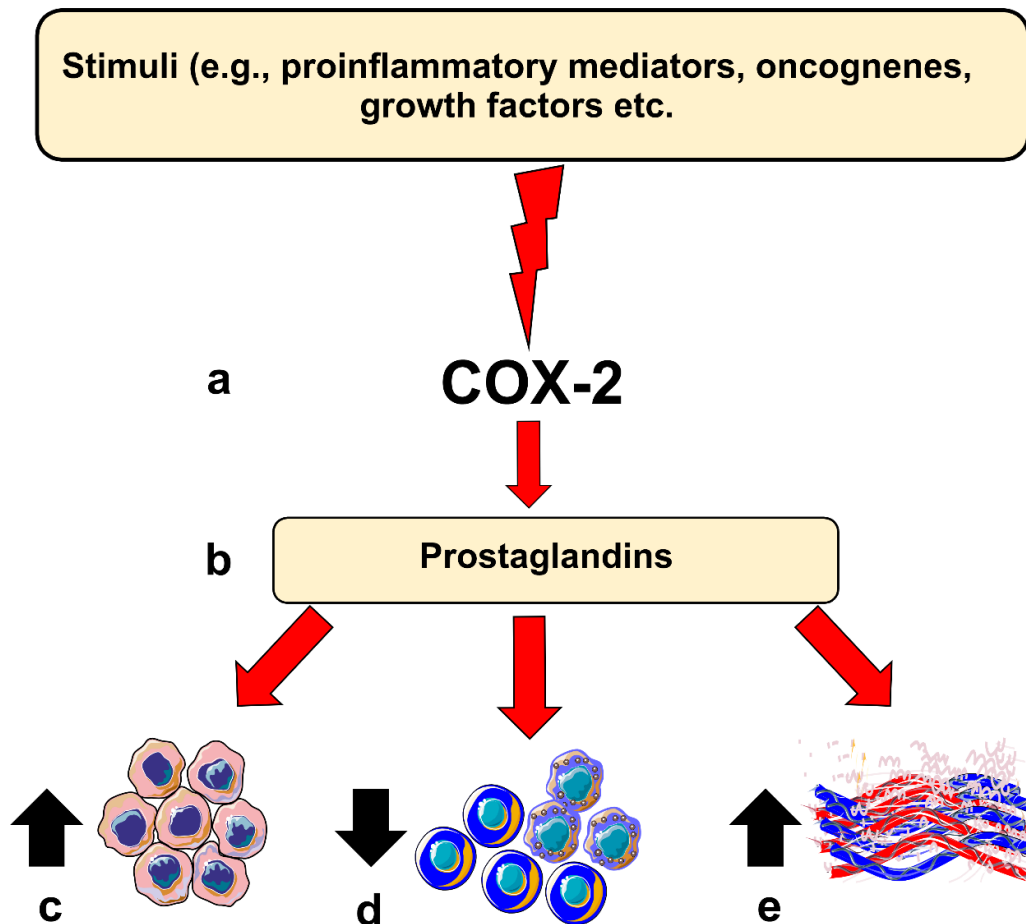 Stimuli (e.g., proinflammatory mediators, oncognenes,
growth factors etc.
a
COX-2
b
Prostaglandins
c
d
e